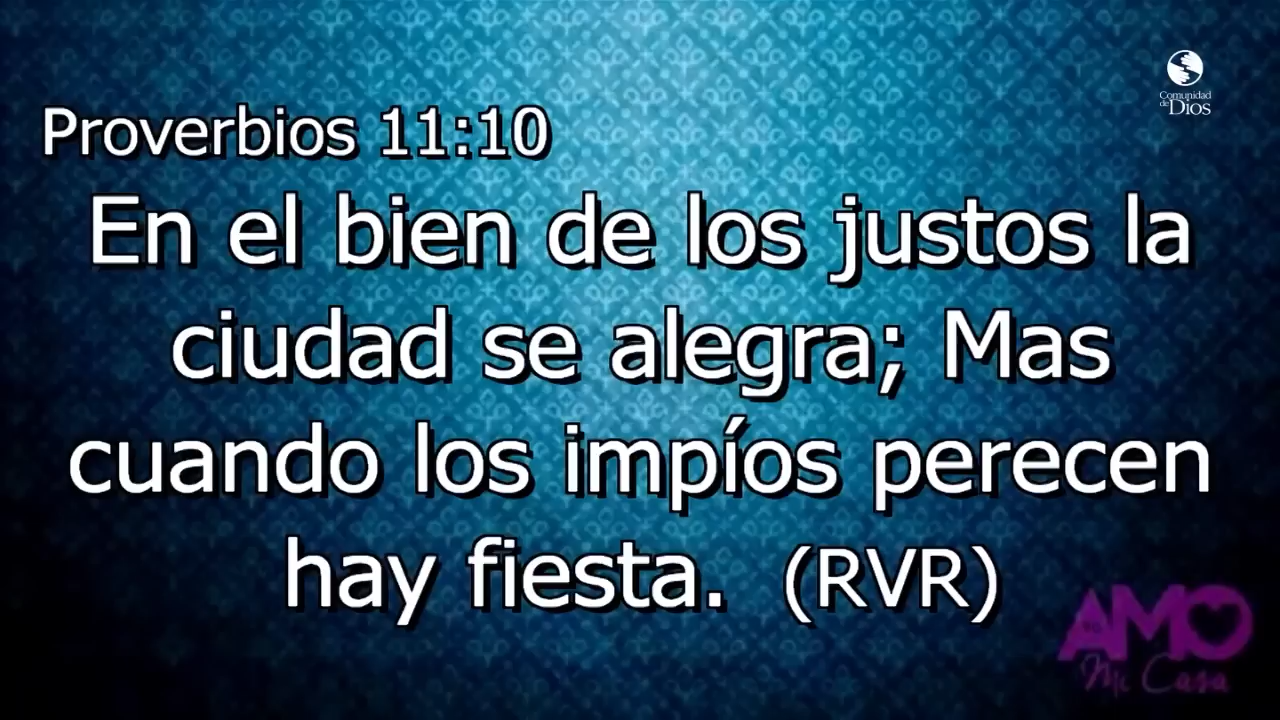 Comunidad
de Dios
Proverbios 11:10
En el bien de los justos la
ciudad se alegra; Mas
cuando los impíos perecen
hay fiesta. (RVR)
YO AMO
Mi Casa